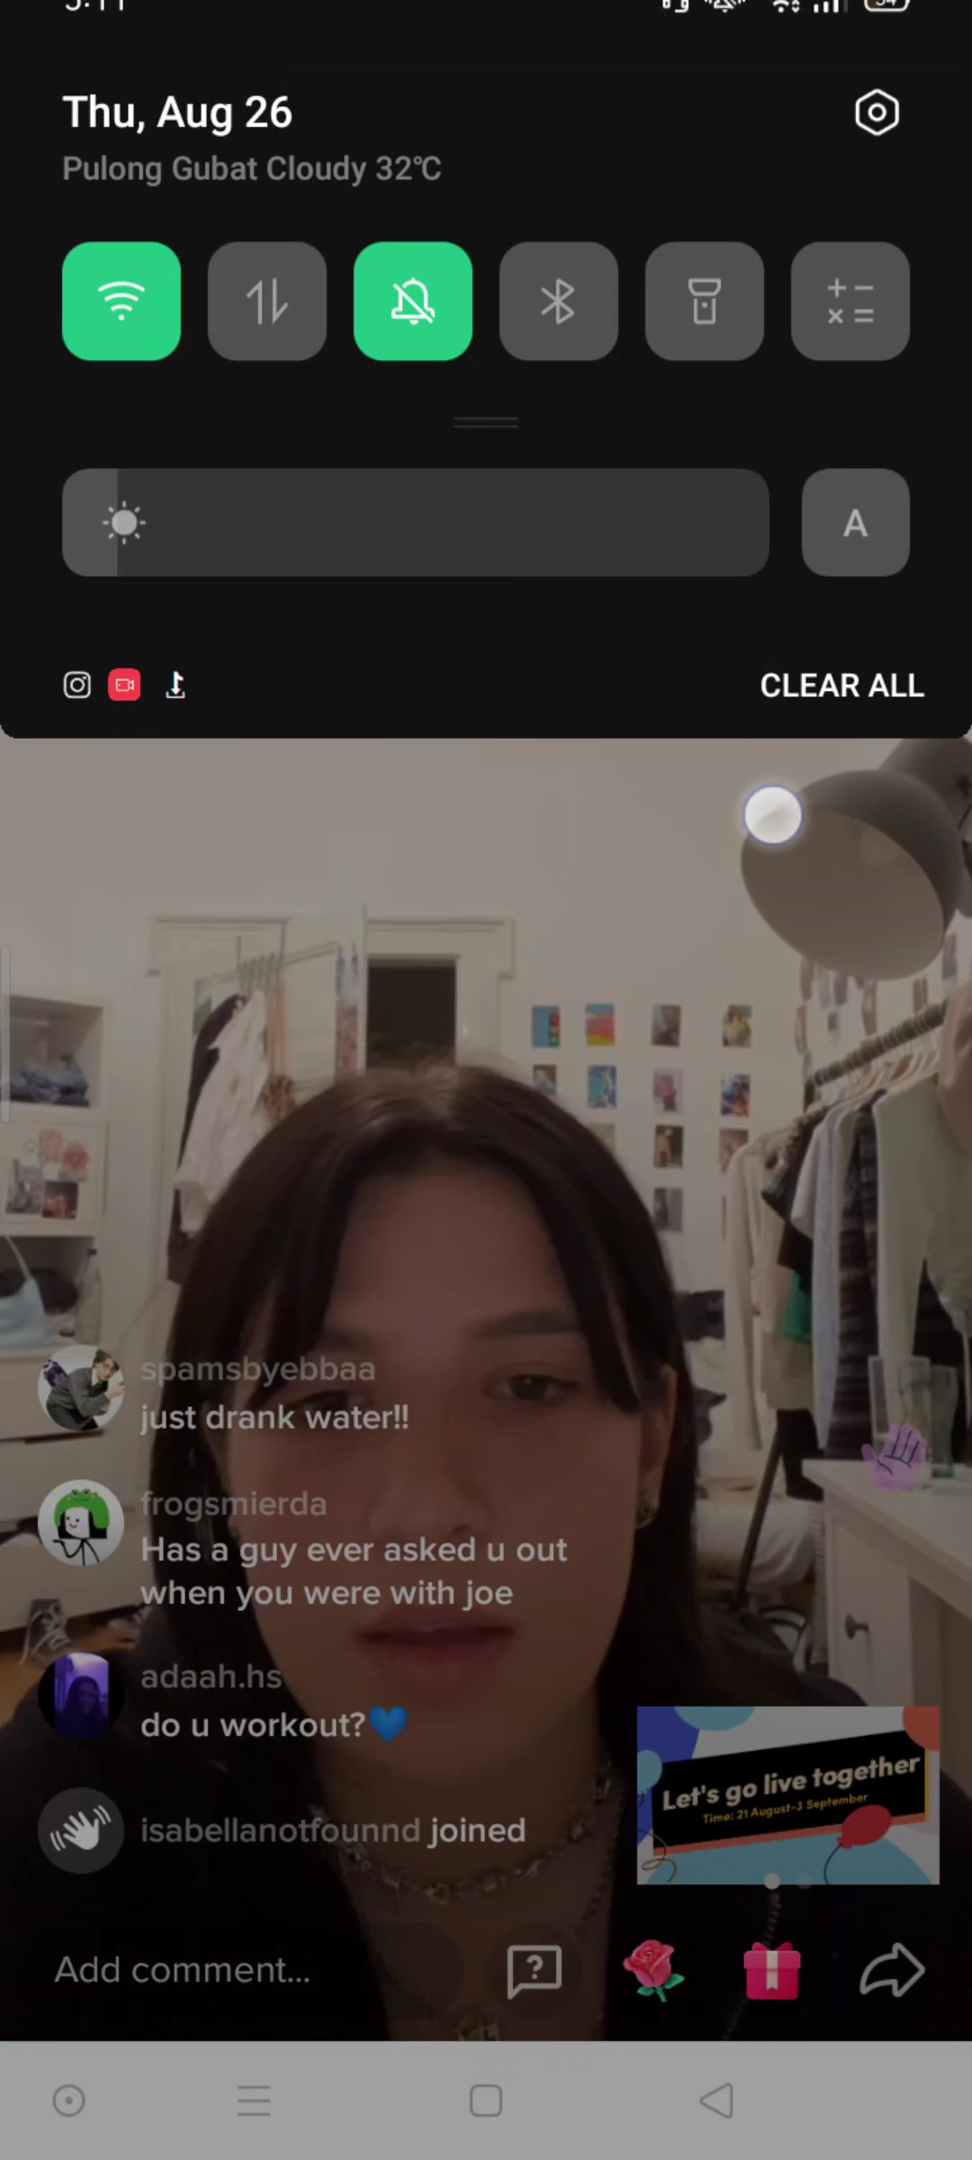 Thu, Aug 26
Pulong Gubat Cloudy 32°C
A
CLEAR ALL
spamsbyebbaa
just drank water!!
frogsmierda
Has a guy ever asked u out
when you were with joe
adaah.hs
do u workout?💙
isabellanotfounnd joined
Let's go live together
Time: 21 August-3 September
Add comment...